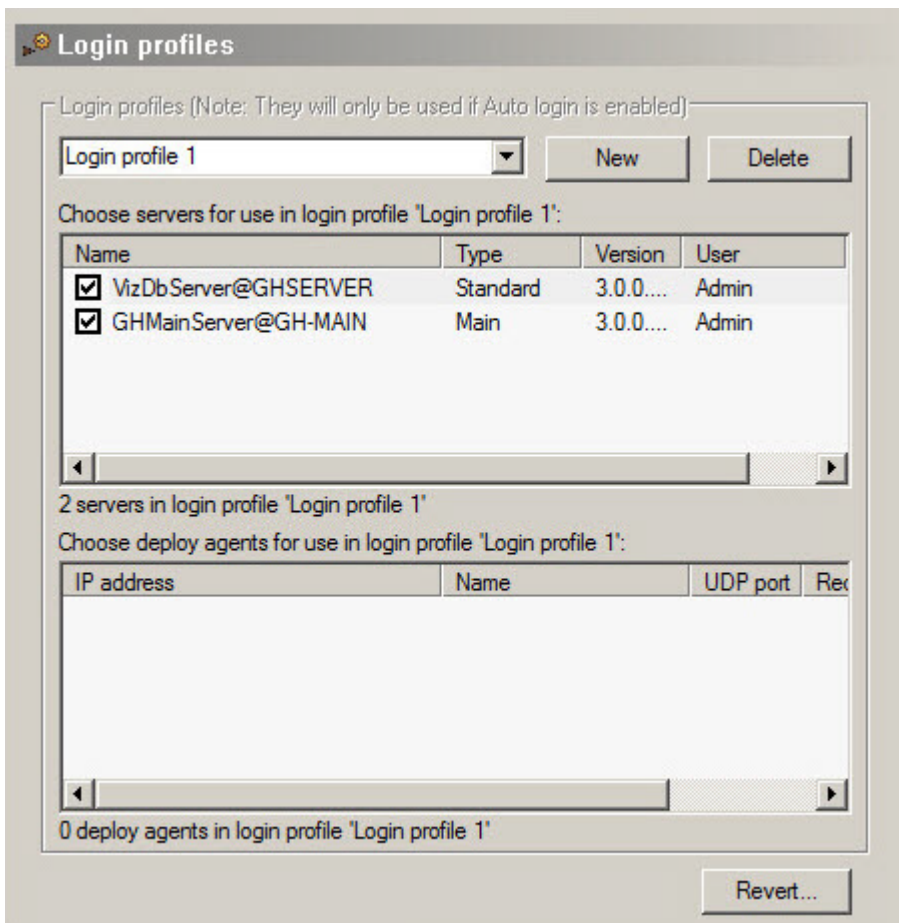 Login profiles
Login profiles (Note: They will only be used if Auto login is enabled)
Login profile 1 New Delete
Choose servers for use in login profile 'Login profile 1':
Name Type Version User
VizDbServer@GHSERVER Standard 3.0.0.... Admin
GHMainServer@GH-MAIN Main 3.0.0.... Admin
2 servers in login profile 'Login profile 1'
Choose deploy agents for use in login profile 'Login profile 1':
IP address Name UDP port Rec
0 deploy agents in login profile 'Login profile 1'
Revert...